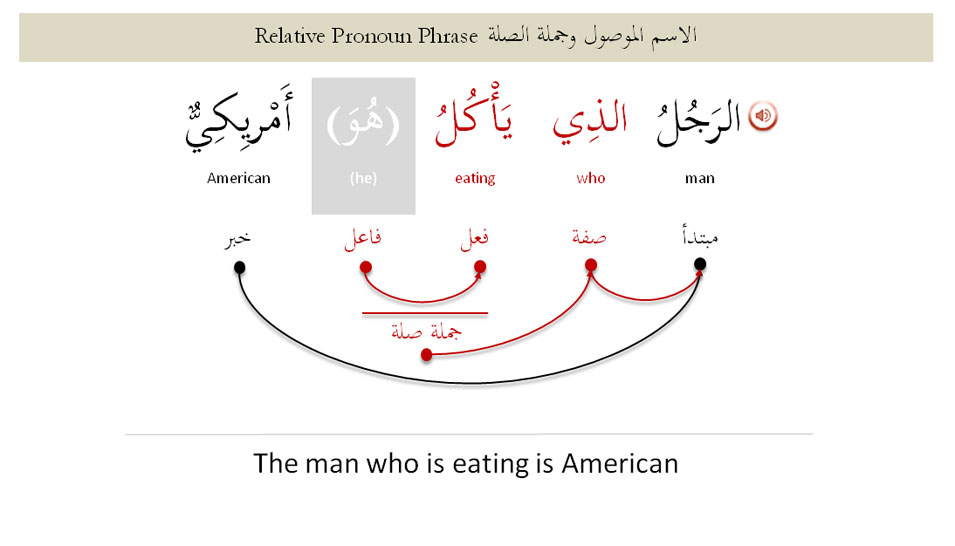 الاسم الموصول وجملة الصلة Relative Pronoun Phrase
الرَجُلُ الذِي يَأْكُلُ (هُوَ) أَمْرِيكِيٌّ
man who eating (he) American
مبتدأ صفة فعل فاعل خبر
جملة صلة
The man who is eating is American